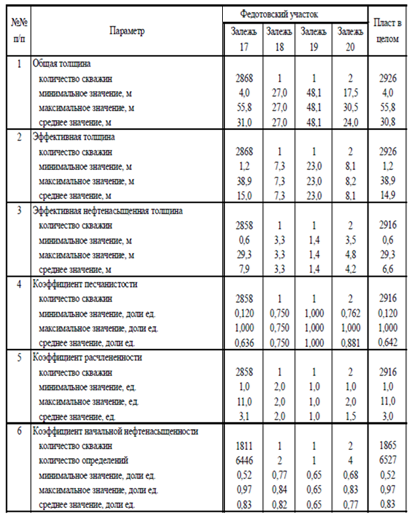 №№ п/п Параметр Федотовский участок Пласт в целом
Залежь 17 Залежь 18 Залежь 19 Залежь 20
1 Общая толщина
количество скважин 2868 1 1 2 2926
минимальное значение, м 4,0 27,0 48,1 17,5 4,0
максимальное значение, м 55,8 27,0 48,1 30,5 55,8
среднее значение, м 31,0 27,0 48,1 24,0 30,8
2 Эффективная толщина
количество скважин 2868 1 1 2 2926
минимальное значение, м 1,2 7,3 23,0 8,1 1,2
максимальное значение, м 38,9 7,3 23,0 8,2 38,9
среднее значение, м 15,0 7,3 23,0 8,1 14,9
3 Эффективная нефтенасыщенная толщина
количество скважин 2858 1 1 2 2916
минимальное значение, м 0,6 3,3 1,4 3,5 0,6
максимальное значение, м 29,3 3,3 1,4 4,8 29,3
среднее значение, м 7,9 3,3 1,4 4,2 6,6
4 Коэффициент песчанистости
количество скважин 2858 1 1 2 2916
минимальное значение, доли ед. 0,120 0,750 1,000 0,762 0,120
максимальное значение, доли ед. 1,000 0,750 1,000 1,000 1,000
среднее значение, доли ед. 0,636 0,750 1,000 0,881 0,642
5 Коэффициент расчлененности
количество скважин 2858 1 1 2 2916
минимальное значение, ед. 1,0 2,0 1,0 1,0 1,0
максимальное значение, ед. 11,0 2,0 1,0 2,0 11,0
среднее значение, ед. 3,1 2,0 1,0 1,5 3,0
6 Коэффициент начальной нефтенасыщенности
количество скважин 1811 1 1 2 1865
количество определений 6446 2 1 4 6527
минимальное значение, доли ед. 0,52 0,77 0,65 0,68 0,52
максимальное значение, доли ед. 0,97 0,84 0,65 0,83 0,97
среднее значение, доли ед. 0,83 0,82 0,65 0,77 0,83